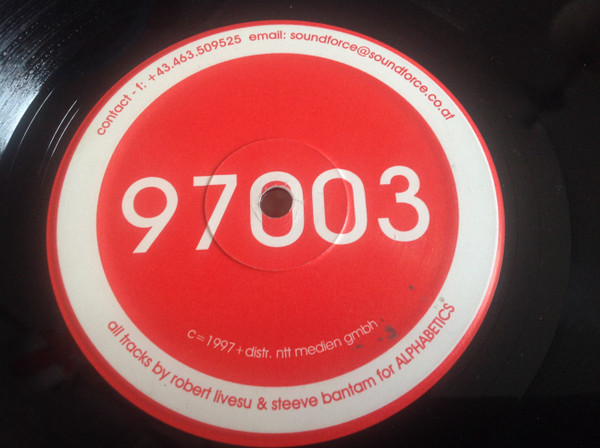 contact - f: +43.463.509525 email: soundforce@soundforce.co.at
97003
c=1997+distr. ntt medien gmbh
all tracks by robert livesu & steeve bantam for ALPHABETICS